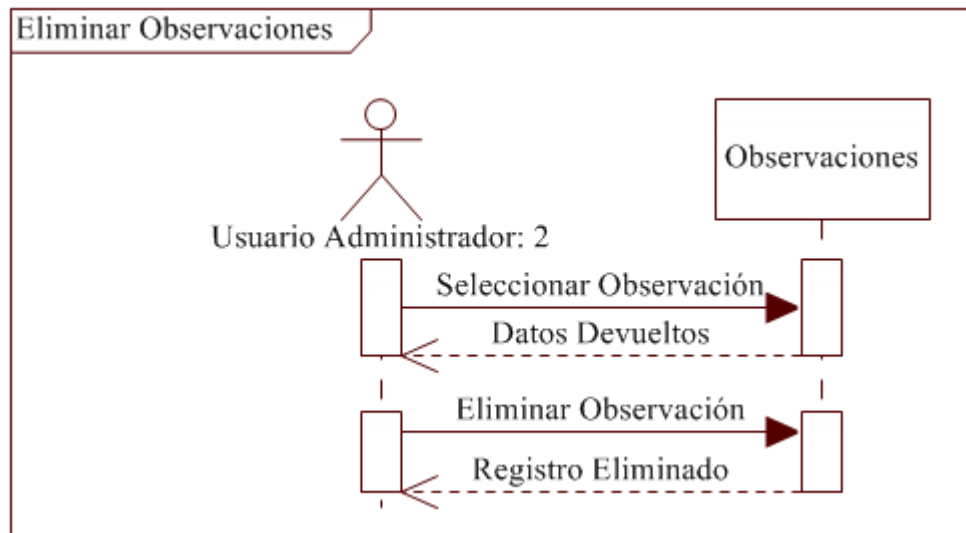 Eliminar Observaciones
Observaciones
Usuario Administrador: 2
Seleccionar Observación
Datos Devueltos
Eliminar Observación
Registro Eliminado